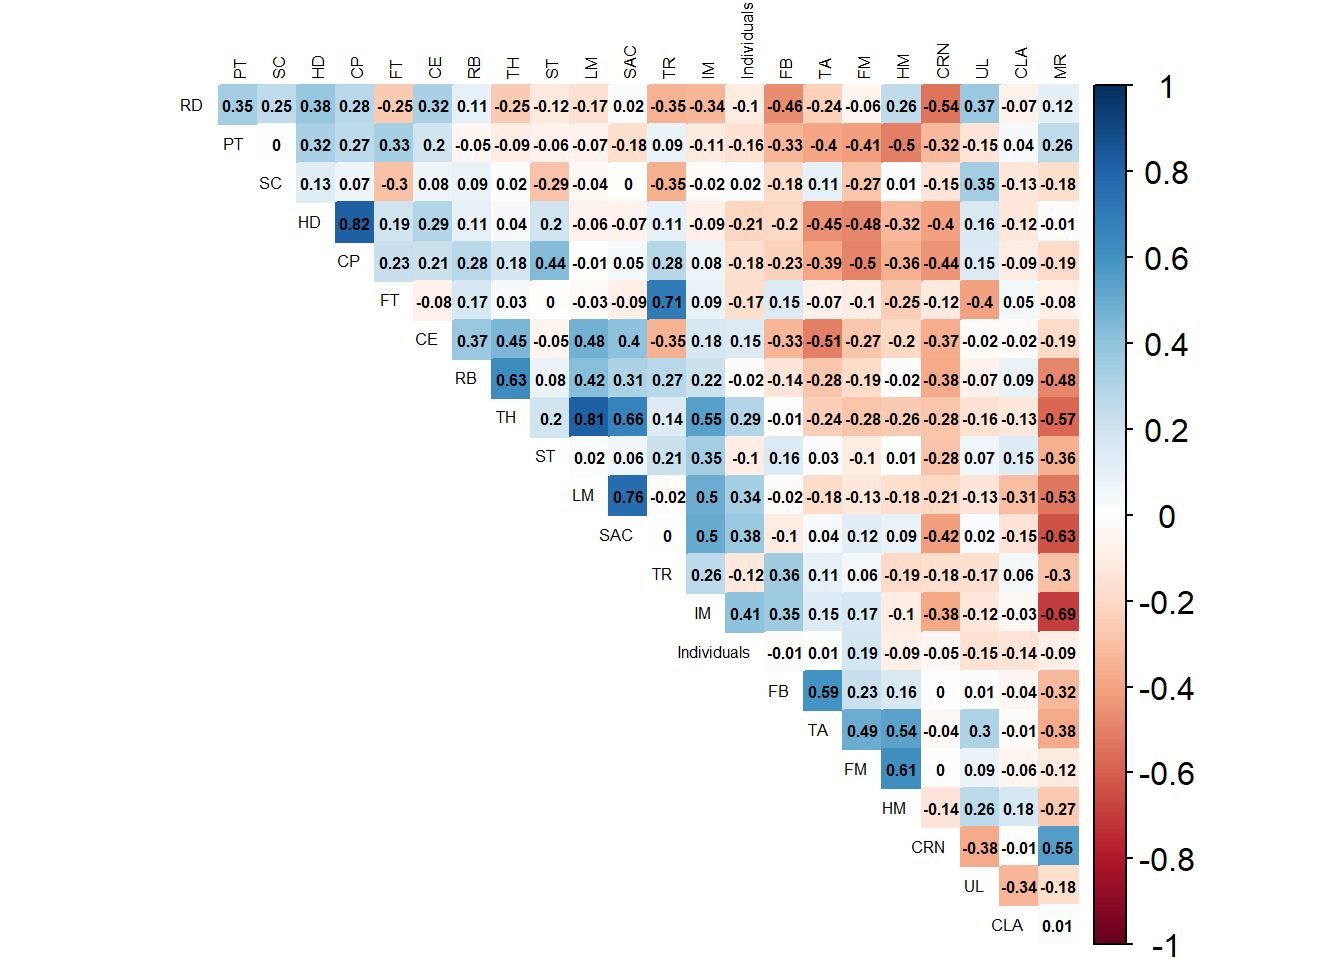 PT SC HD CP FT CE RB TH ST LM SAC TR IM Individuals FB TA FM HM CRN UL CLA MR
RD 0.35 0.25 0.38 0.28 -0.25 0.32 0.11 -0.25 -0.12 -0.17 0.02 -0.35 -0.34 -0.1 -0.46 -0.24 -0.06 0.26 -0.54 0.37 -0.07 0.12
PT 0 0.32 0.27 0.33 0.2 -0.05 -0.09 -0.06 -0.07 -0.18 0.09 -0.11 -0.16 -0.33 -0.4 -0.41 -0.5 -0.32 -0.15 0.04 0.26
SC 0.13 0.07 -0.3 0.08 0.09 0.02 -0.29 -0.04 0 -0.35 -0.02 0.02 -0.18 0.11 -0.27 0.01 -0.15 0.35 -0.13 -0.18
HD 0.82 0.19 0.29 0.11 0.04 0.2 -0.06 -0.07 0.11 -0.09 -0.21 -0.2 -0.45 -0.48 -0.32 -0.4 0.16 -0.12 -0.01
CP 0.23 0.21 0.28 0.18 0.44 -0.01 0.05 0.28 0.08 -0.18 -0.23 -0.39 -0.5 -0.36 -0.44 0.15 -0.09 -0.19
FT -0.08 0.17 0.03 0 -0.03 -0.09 0.71 0.09 -0.17 0.15 -0.07 -0.1 -0.25 -0.12 -0.4 0.05 -0.08
CE 0.37 0.45 -0.05 0.48 0.4 -0.35 0.18 0.15 -0.33 -0.51 -0.27 -0.2 -0.37 -0.02 -0.02 -0.19
RB 0.63 0.08 0.42 0.31 0.27 0.22 -0.02 -0.14 -0.28 -0.19 -0.02 -0.38 -0.07 0.09 -0.48
TH 0.2 0.81 0.66 0.14 0.55 0.29 -0.01 -0.24 -0.28 -0.26 -0.28 -0.16 -0.13 -0.57
ST 0.02 0.06 0.21 0.35 -0.1 0.16 0.03 -0.1 0.01 -0.28 0.07 0.15 -0.36
LM 0.76 -0.02 0.5 0.34 -0.02 -0.18 -0.13 -0.18 -0.21 -0.13 -0.31 -0.53
SAC 0 0.5 0.38 -0.1 0.04 0.12 0.09 -0.42 0.02 -0.15 -0.63
TR 0.26 -0.12 0.36 0.11 0.06 -0.19 -0.18 -0.17 0.06 -0.3
IM 0.41 0.35 0.15 0.17 -0.1 -0.38 -0.12 -0.03 -0.69
Individuals -0.01 0.01 0.19 -0.09 -0.05 -0.15 -0.14 -0.09
FB 0.59 0.23 0.16 0 0.01 -0.04 -0.32
TA 0.49 0.54 -0.04 0.3 -0.01 -0.38
FM 0.61 0 0.09 -0.06 -0.12
HM -0.14 0.26 0.18 -0.27
CRN -0.38 -0.01 0.55
UL -0.34 -0.18
CLA 0.01
1
0.8
0.6
0.4
0.2
0
-0.2
-0.4
-0.6
-0.8
-1